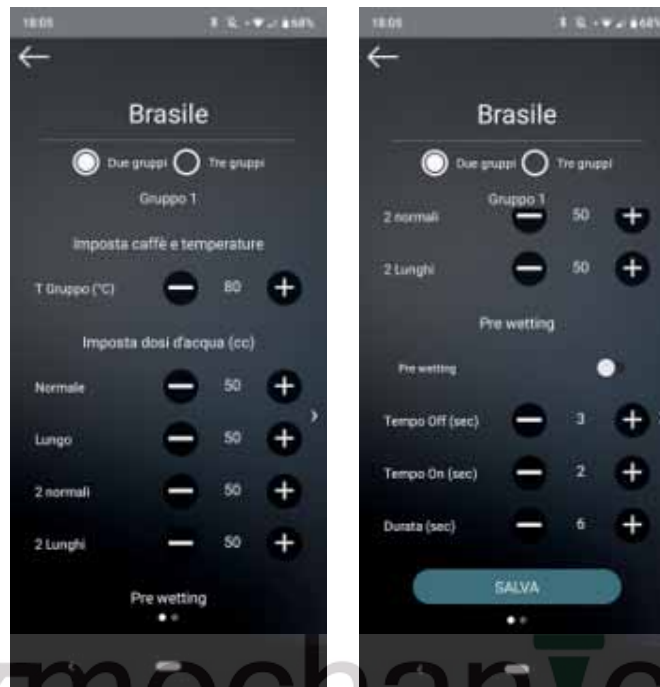 18:05 68%
Brasile
Due gruppi Tre gruppi
Gruppo 1
Imposta caffè e temperature
T Gruppo (°C) 80
Imposta dosi d'acqua (cc)
Normale 50
Lungo 50
2 normali 50
2 Lunghi 50
Pre wetting
18:05 68%
Brasile
Due gruppi Tre gruppi
Gruppo 1
2 normali 50
2 Lunghi 50
Pre wetting
Pre wetting
Tempo Off (sec) 3
Tempo On (sec) 2
Durata (sec) 6
SALVA